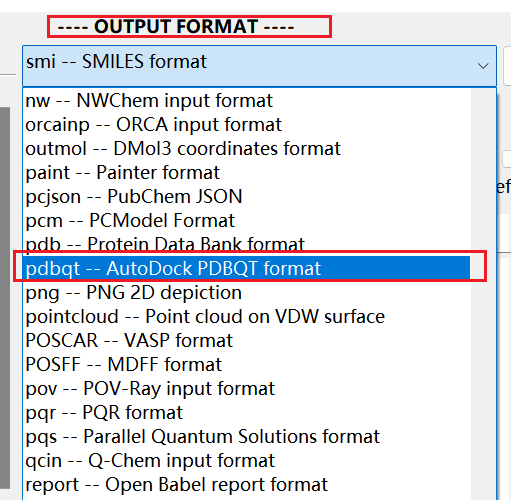 ---- OUTPUT FORMAT ----
smi -- SMILES format
nw -- NWChem input format
orcainp -- ORCA input format
outmol -- DMol3 coordinates format
paint -- Painter format
pcjson -- PubChem JSON
pcm -- PCModel Format
pdb -- Protein Data Bank format
pdbqt -- AutoDock PDBQT format
png -- PNG 2D depiction
pointcloud -- Point cloud on VDW surface
POSCAR -- VASP format
POSFF -- MDFF format
pov -- POV-Ray input format
pqr -- PQR format
pqs -- Parallel Quantum Solutions format
qcin -- Q-Chem input format
report -- Open Babel report format